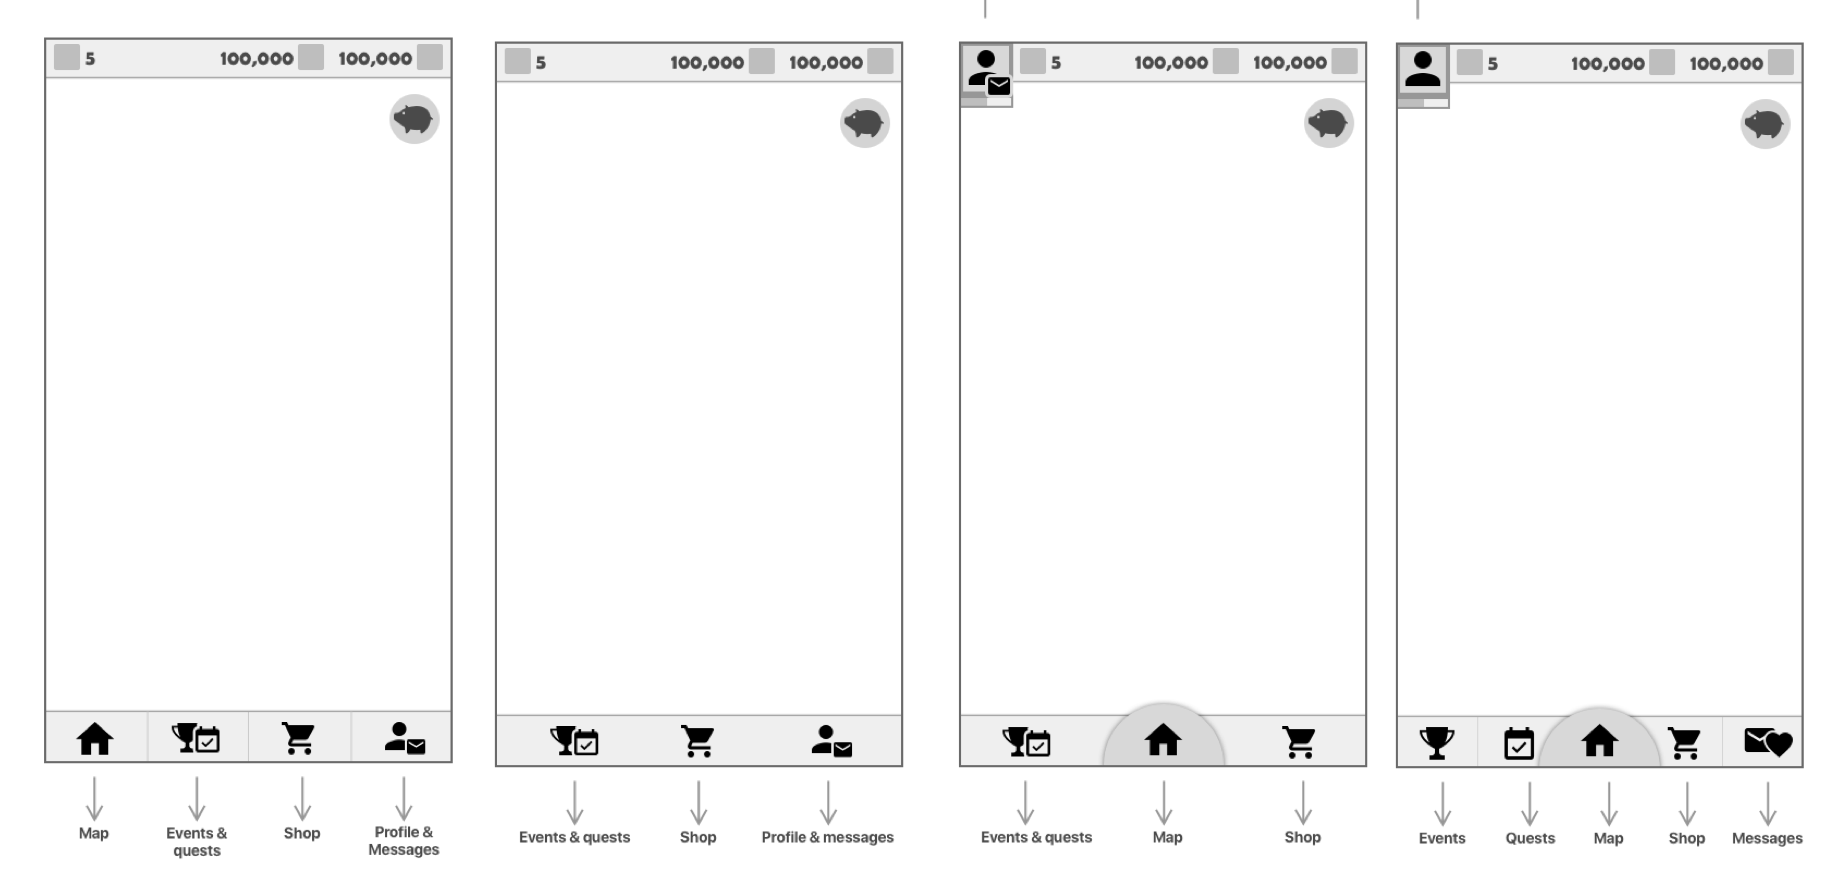 5 100,000 100,000
5 100,000 100,000
5 100,000 100,000
5 100,000 100,000
Map
Events &
quests
Shop
Profile &
Messages
Events & quests
Shop
Profile & messages
Events & quests
Map
Shop
Events
Quests
Map
Shop
Messages